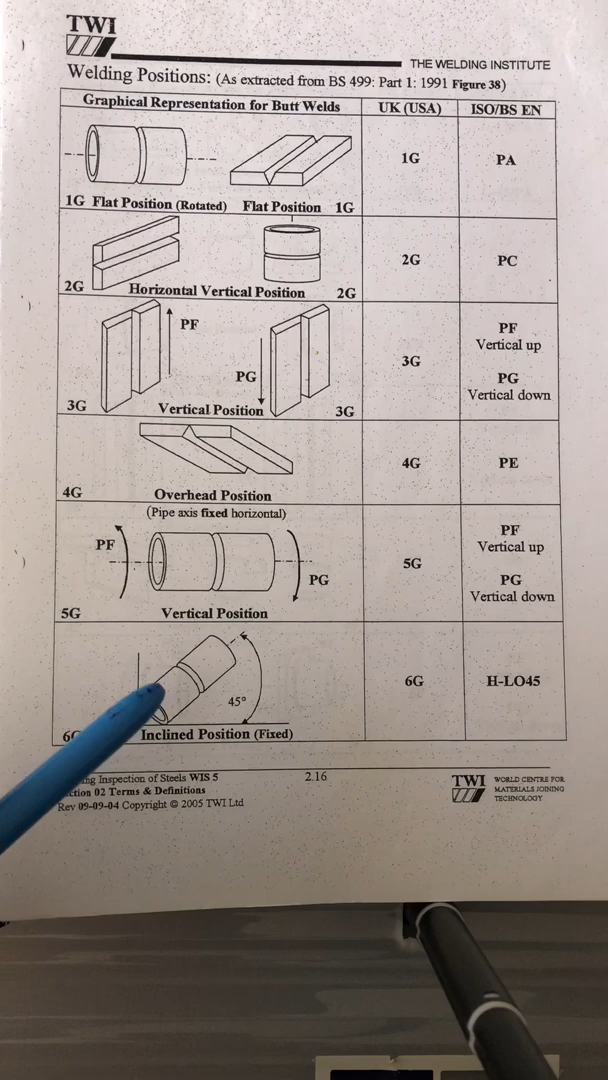 TWI
THE WELDING INSTITUTE
Welding Positions: (As extracted from BS 499: Part 1: 1991 Figure 38)
Graphical Representation for Butt Welds UK (USA) ISO/BS EN
1G Flat Position (Rotated) Flat Position 1G
1G
PA
2G Horizontal Vertical Position 2G
2G
PC
PF
PG
3G Vertical Position 3G
3G
PF
Vertical up
PG
Vertical down
4G Overhead Position
4G
PE
(Pipe axis fixed horizontal)
PF
PG
5G Vertical Position
5G
PF
Vertical up
PG
Vertical down
45°
Inclined Position (Fixed)
6G
H-LO45
Inspection of Steels WIS 5
2.16
02 Terms & Definitions
Rev 09-09-04 Copyright © 2005 TWI Ltd
TWI
WORLD CENTRE FOR
MATERIALS JOINING
TECHNOLOGY